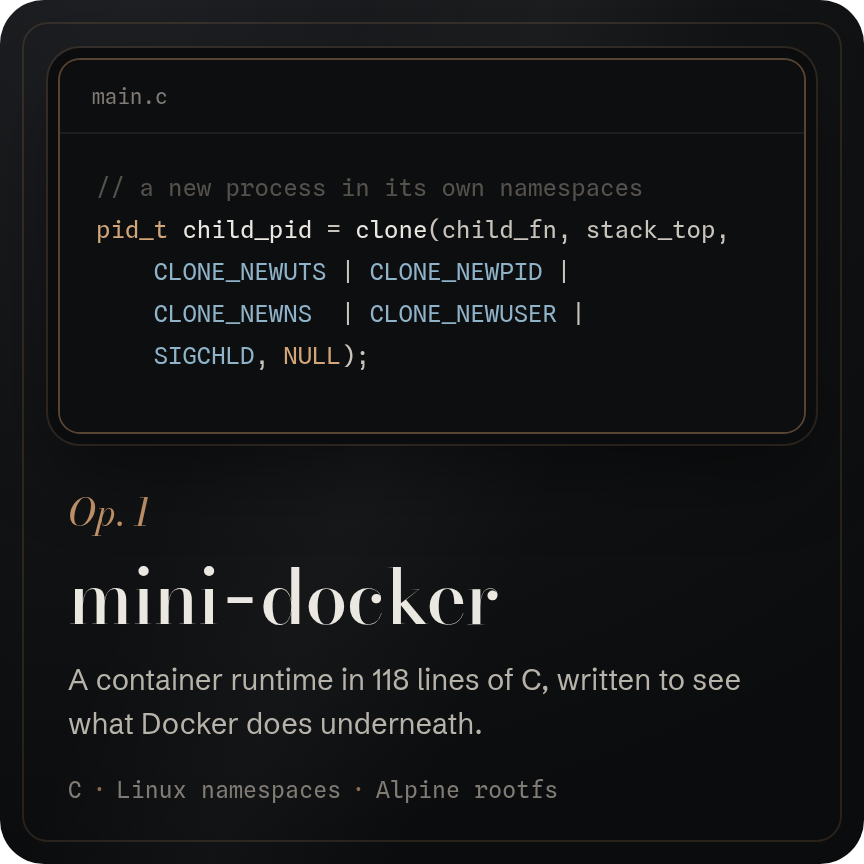 main.c
// a new process in its own namespaces
pid_t child_pid = clone(child_fn, stack_top,
    CLONE_NEWUTS | CLONE_NEWPID |
    CLONE_NEWNS  | CLONE_NEWUSER |
    SIGCHLD, NULL);
Op. 1
mini-docker
A container runtime in 118 lines of C, written to see
what Docker does underneath.
C · Linux namespaces · Alpine rootfs